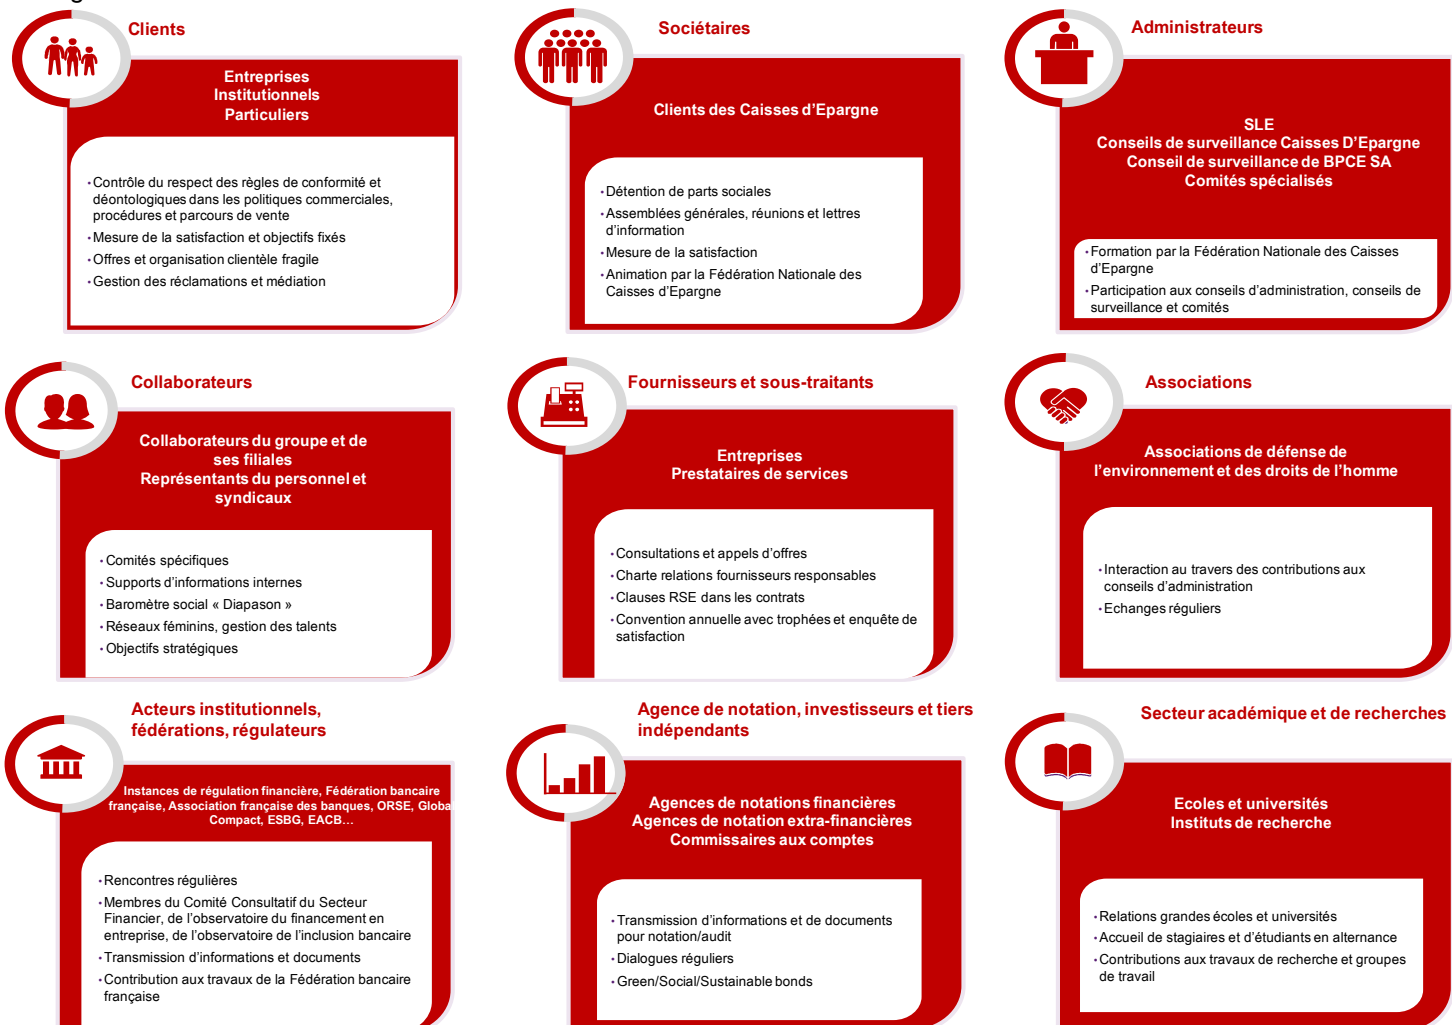 Clients
Entreprises
Institutionnels
Particuliers
• Contrôle du respect des règles de conformité et
déontologiques dans les politiques commerciales,
procédures et parcours de vente
• Mesure de la satisfaction et objectifs fixés
• Offres et organisation clientèle fragile
• Gestion des réclamations et médiation
Sociétaires
Clients des Caisses d’Epargne
• Détention de parts sociales
• Assemblées générales, réunions et lettres
d’information
• Mesure de la satisfaction
• Animation par la Fédération Nationale des
Caisses d’Epargne
Administrateurs
SLE
Conseils de surveillance Caisses D’Epargne
Conseil de surveillance de BPCE SA
Comités spécialisés
• Formation par la Fédération Nationale des Caisses
d’Epargne
• Participation aux conseils d’administration, conseils de
surveillance et comités
Collaborateurs
Collaborateurs du groupe et de
ses filiales
Représentants du personnel et
syndicaux
• Comités spécifiques
• Supports d’informations internes
• Baromètre social « Diapason »
• Réseaux féminins, gestion des talents
• Objectifs stratégiques
Fournisseurs et sous-traitants
Entreprises
Prestataires de services
• Consultations et appels d’offres
• Charte relations fournisseurs responsables
• Clauses RSE dans les contrats
• Convention annuelle avec trophées et enquête de
satisfaction
Associations
Associations de défense de
l’environnement et des droits de l’homme
• Interaction au travers des contributions aux
conseils d’administration
• Echanges réguliers
Acteurs institutionnels,
fédérations, régulateurs
Instances de régulation financière, Fédération bancaire
française, Association française des banques, ORSE, Globa
Compact, ESBG, EACB…
• Rencontres régulières
• Membres du Comité Consultatif du Secteur
Financier, de l’observatoire du financement en
entreprise, de l’observatoire de l’inclusion bancaire
• Transmission d’informations et documents
• Contribution aux travaux de la Fédération bancaire
française
Agence de notation, investisseurs et tiers
indépendants
Agences de notations financières
Agences de notation extra-financières
Commissaires aux comptes
• Transmission d’informations et de documents
pour notation/audit
• Dialogues réguliers
• Green/Social/Sustainable bonds
Secteur académique et de recherches
Ecoles et universités
Instituts de recherche
• Relations grandes écoles et universités
• Accueil de stagiaires et d’étudiants en alternance
• Contributions aux travaux de recherche et groupes
de travail